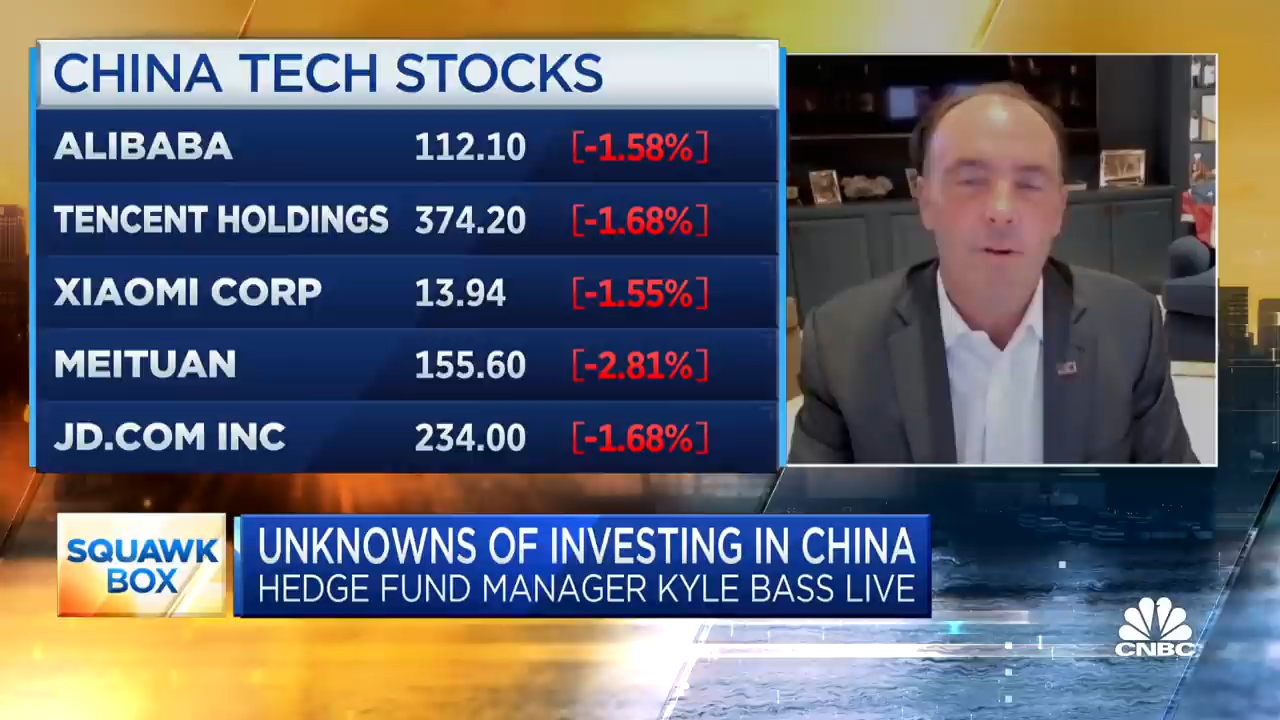 CHINA TECH STOCKS
ALIBABA 112.10 [-1.58%]
TENCENT HOLDINGS 374.20 [-1.68%]
XIAOMI CORP 13.94 [-1.55%]
MEITUAN 155.60 [-2.81%]
JD.COM INC 234.00 [-1.68%]
SQUAWK
BOX
UNKNOWNS OF INVESTING IN CHINA
HEDGE FUND MANAGER KYLE BASS LIVE
CNBC